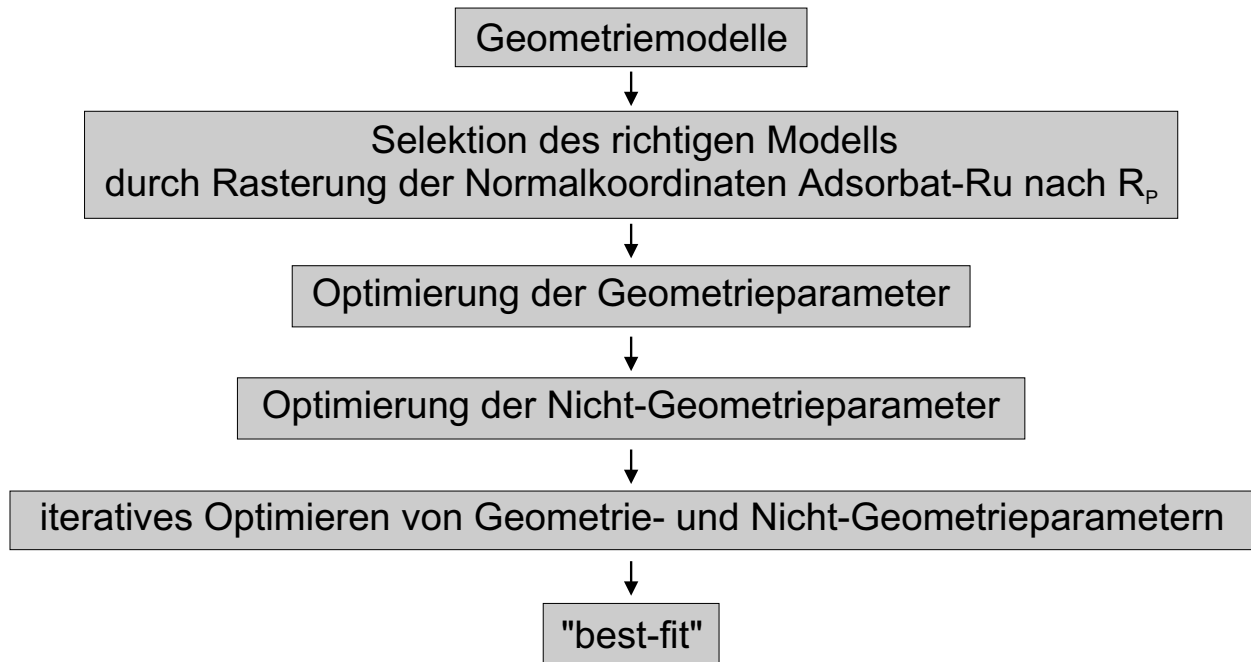 Geometriemodelle
Selektion des richtigen Modells
durch Rasterung der Normalkoordinaten Adsorbat-Ru nach R_P
Optimierung der Geometrieparameter
Optimierung der Nicht-Geometrieparameter
iteratives Optimieren von Geometrie- und Nicht-Geometrieparametern
"best-fit"